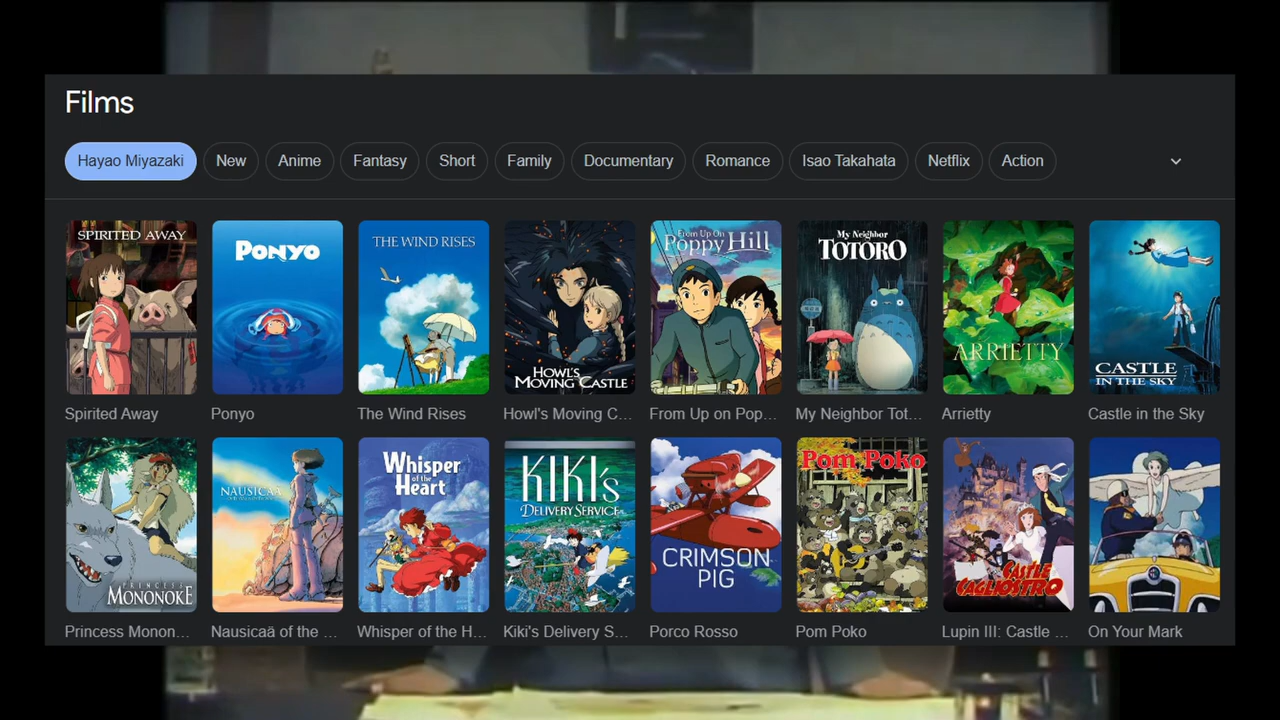 Films
Hayao Miyazaki New Anime Fantasy Short Family Documentary Romance Isao Takahata Netflix Action
SPIRITED AWAY
PONYO
THE WIND RISES
HOWL'S
MOVING CASTLE
From Up On
Poppy Hill
My Neighbor
TOTORO
ARRIETTY
CASTLE
IN THE SKY
Spirited Away
Ponyo
The Wind Rises
Howl's Moving C...
From Up on Pop...
My Neighbor Tot...
Arrietty
Castle in the Sky
PRINCESS
MONONOKE
NAUSICAÄ
Whisper
of the
Heart
KIKI's
DELIVERY SERVICE
CRIMSON
PIG
Pom Poko
CASTLE
CAGLIOSTRO
Princess Monon...
Nausicaä of the ...
Whisper of the H...
Kiki's Delivery S...
Porco Rosso
Pom Poko
Lupin III: Castle ...
On Your Mark